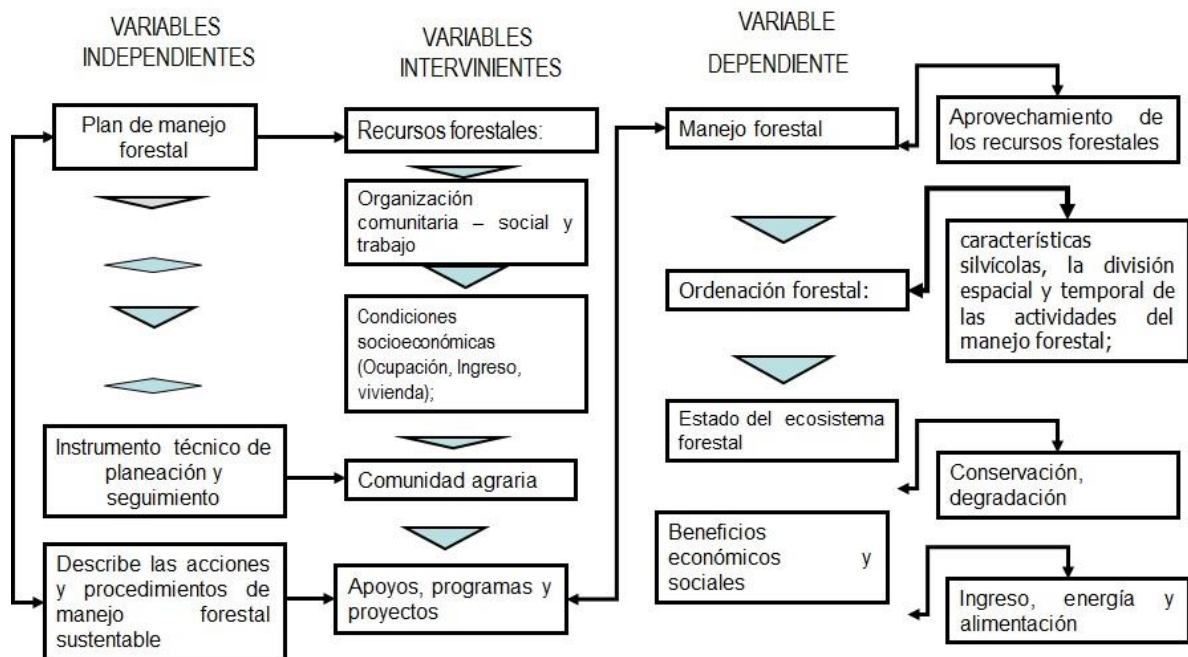 VARIABLES
INDEPENDIENTES
Plan de manejo
forestal
Instrumento técnico de
planeación y
seguimiento
Describe las acciones
y procedimientos de
manejo forestal
sustentable
VARIABLES
INTERVINIENTES
Recursos forestales:
Organización
comunitaria – social y
trabajo
Condiciones
socioeconómicas
(Ocupación, Ingreso,
vivienda);
Comunidad agraria
Apoyos, programas y
proyectos
VARIABLE
DEPENDIENTE
Manejo forestal
Ordenación forestal:
Estado del ecosistema
forestal
Beneficios
económicos y
sociales
Aprovechamiento de
los recursos forestales
características
silvícolas, la división
espacial y temporal de
las actividades del
manejo forestal;
Conservación,
degradación
Ingreso, energía y
alimentación